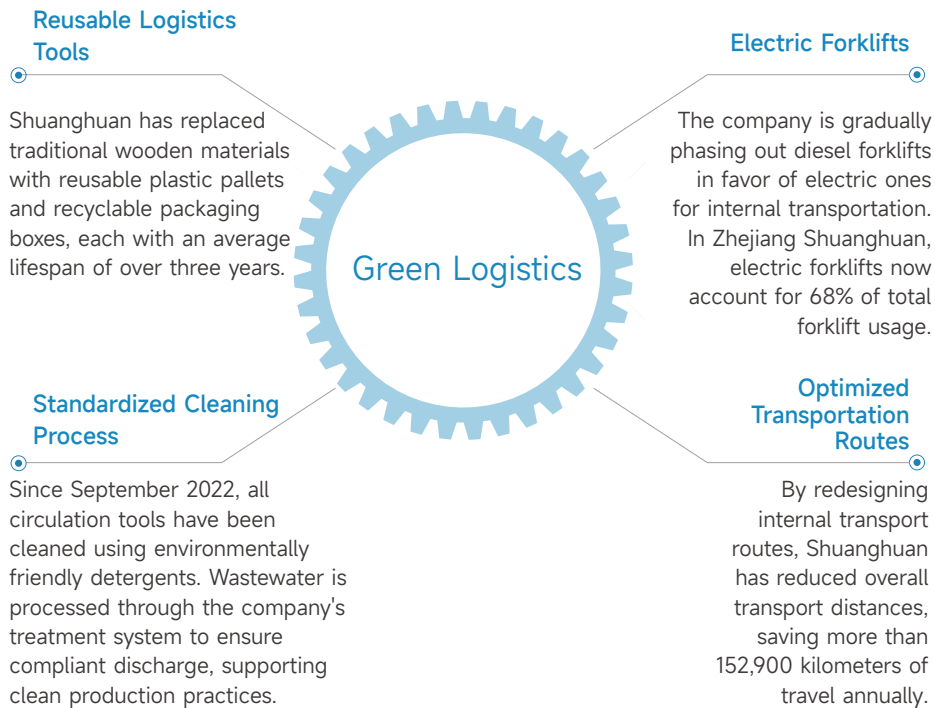 Reusable Logistics
Tools
Shuanghuan has replaced
traditional wooden materials
with reusable plastic pallets
and recyclable packaging
boxes, each with an average
lifespan of over three years.
Electric Forklifts
The company is gradually
phasing out diesel forklifts
in favor of electric ones
for internal transportation.
In Zhejiang Shuanghuan,
electric forklifts now
account for 68% of total
forklift usage.
Green Logistics
Standardized Cleaning
Process
Since September 2022, all
circulation tools have been
cleaned using environmentally
friendly detergents. Wastewater is
processed through the company's
treatment system to ensure
compliant discharge, supporting
clean production practices.
Optimized
Transportation
Routes
By redesigning
internal transport
routes, Shuanghuan
has reduced overall
transport distances,
saving more than
152,900 kilometers of
travel annually.